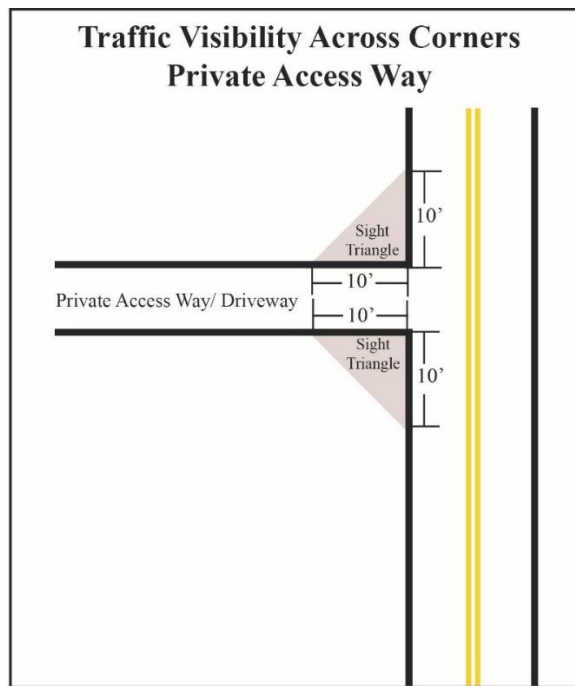 Traffic Visibility Across Corners
Private Access Way
10’
Sight
Triangle
10’
Private Access Way/ Driveway
10’
Sight
Triangle
10’